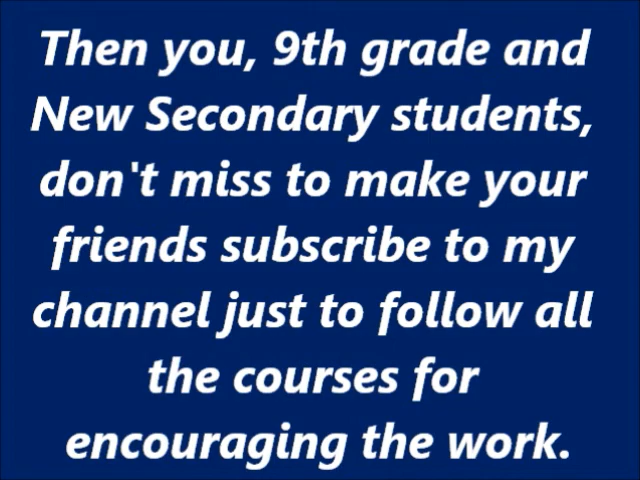 Then you, 9th grade and
New Secondary students,
don't miss to make your
friends subscribe to my
channel just to follow all
the courses for
encouraging the work.